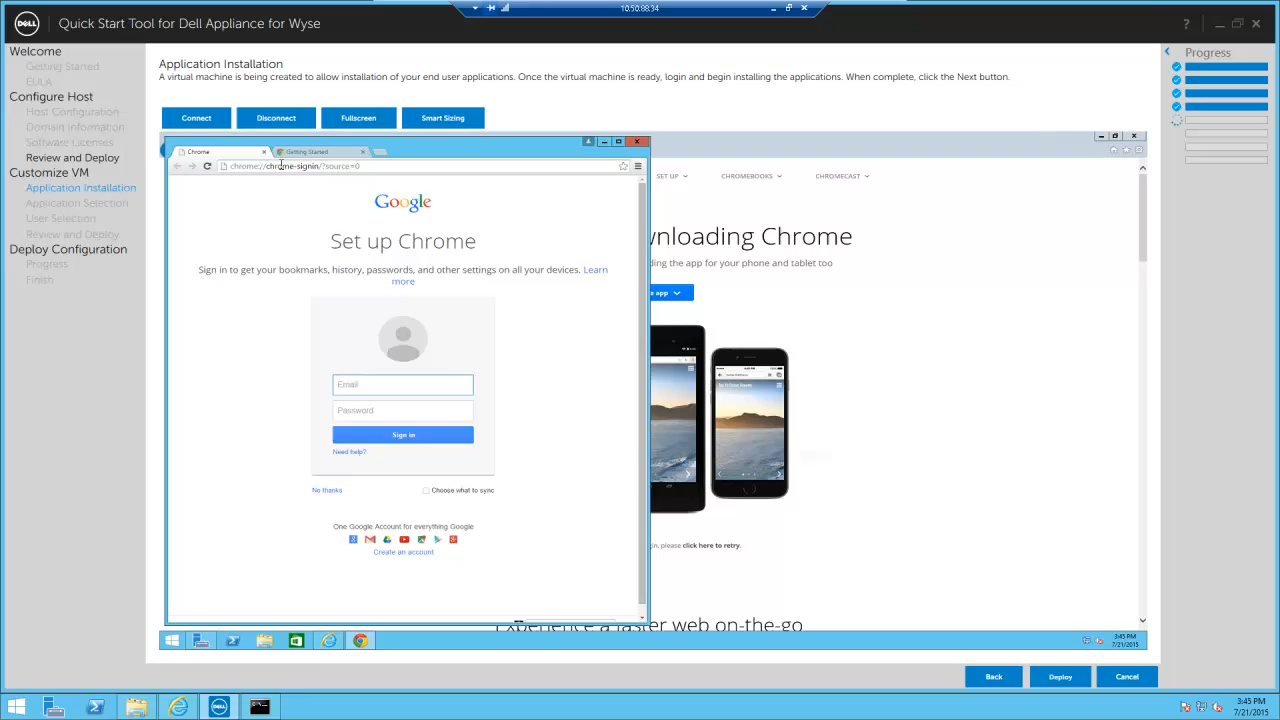 10.50.88.34
DELL Quick Start Tool for Dell Appliance for Wyse
Welcome
Getting Started
EULA
Configure Host
Host Configuration
Domain Information
Software Licenses
Review and Deploy
Customize VM
Application Installation
Application Selection
User Selection
Review and Deploy
Deploy Configuration
Progress
Finish
Application Installation
A virtual machine is being created to allow installation of your end user applications. Once the virtual machine is ready, login and begin installing the applications. When complete, click the Next button.
Connect Disconnect Fullscreen Smart Sizing
Chrome Getting Started
chrome://chrome-signin/?source=0
Google
Set up Chrome
Sign in to get your bookmarks, history, passwords, and other settings on all your devices. Learn
more
Email
Password
Sign in
Need help?
No thanks Choose what to sync
One Google Account for everything Google
Create an account
SET UP CHROMEBOOKS CHROMECAST
wnloading Chrome
ding the app for your phone and tablet too
e app
gin, please click here to retry.
Experience a faster web on-the-go
3:45 PM
7/21/2015
Progress
Back Deploy Cancel
3:45 PM
7/21/2015